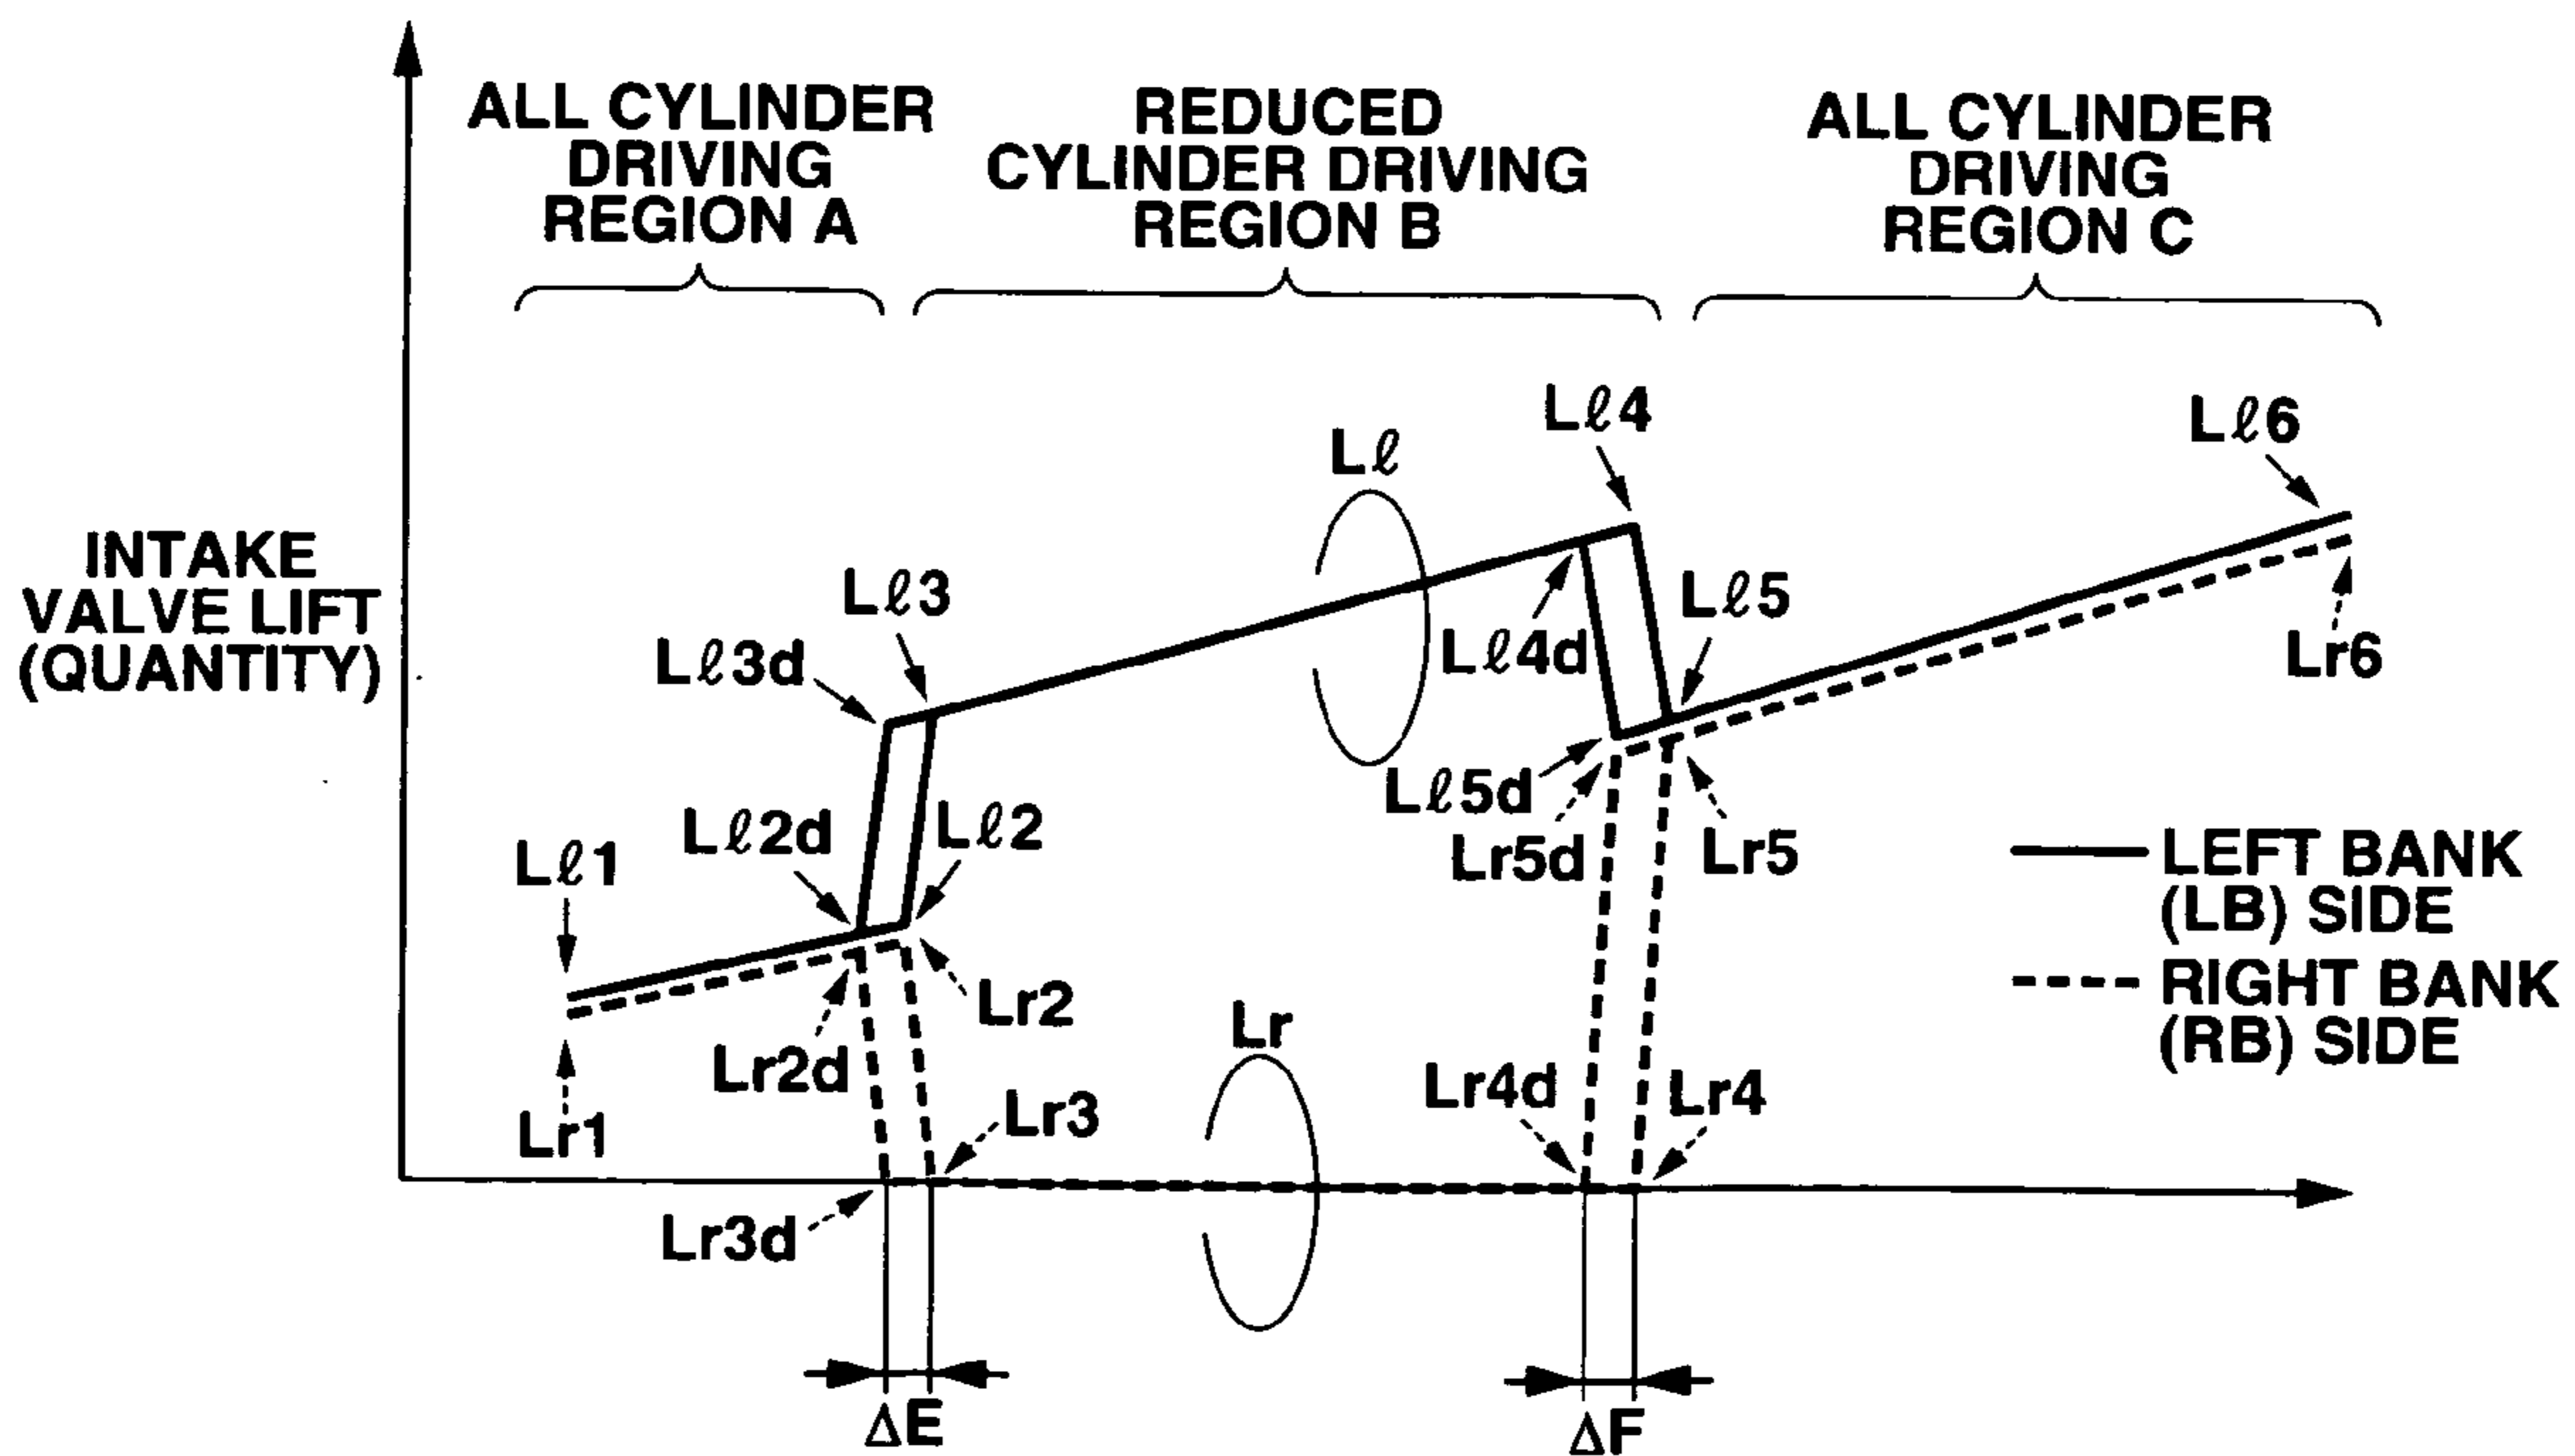 ALL CYLINDER
DRIVING
REGION A
REDUCED
CYLINDER DRIVING
REGION B
ALL CYLINDER
DRIVING
REGION C
INTAKE
VALVE LIFT
(QUANTITY)
Lℓ4
Lℓ6
Lℓ
Lℓ3
Lℓ5
Lℓ3d
Lℓ4d
Lr6
Lℓ5d
Lℓ2d
Lℓ2
Lr5d
Lr5
Lℓ1
LEFT BANK
(LB) SIDE
RIGHT BANK
(RB) SIDE
Lr2
Lr
Lr2d
Lr4d
Lr4
Lr3
Lr1
Lr3d
ΔE
ΔF